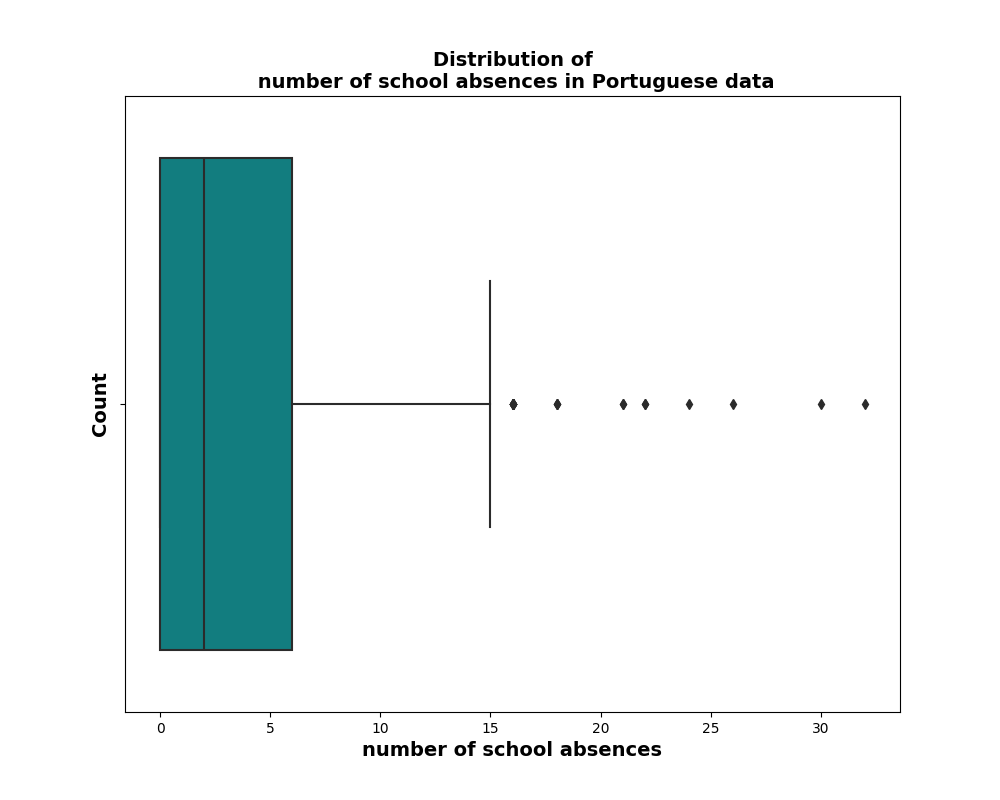 Distribution of
number of school absences in Portuguese data
Count
0 5 10 15 20 25 30
number of school absences